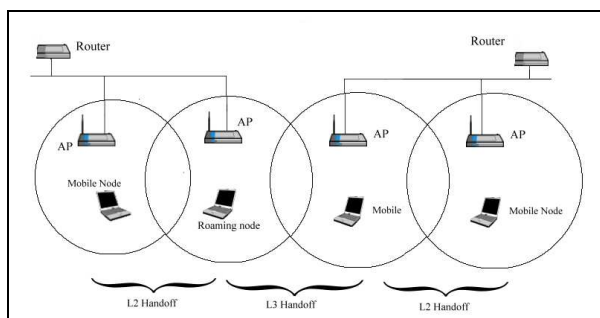 Router
Router
AP
AP
AP
AP
Mobile Node
Roaming node
Mobile
Mobile Node
L2 Handoff
L3 Handoff
L2 Handoff